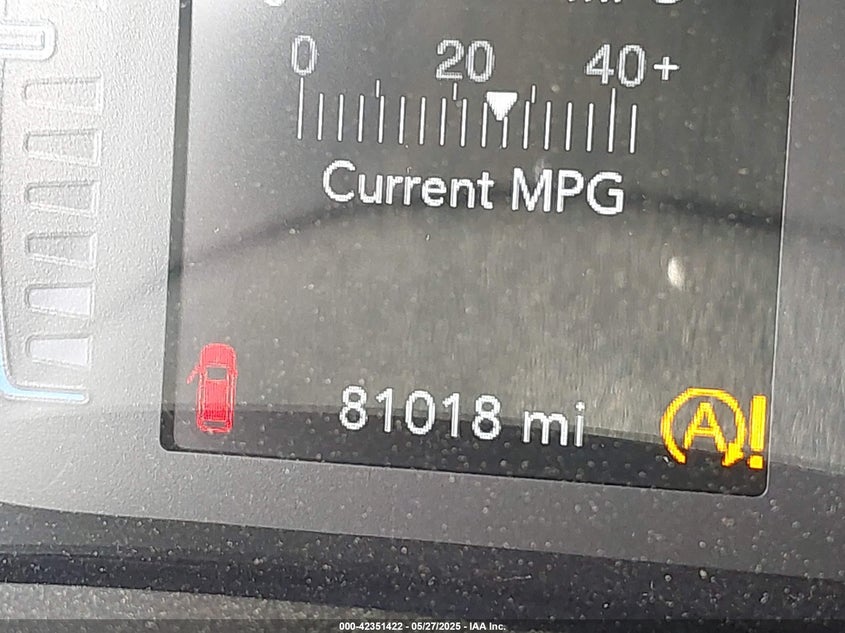 0 20 40+
Current MPG
81018 mi
A!
000-42351422 - 05/27/2025 - IAA Inc.